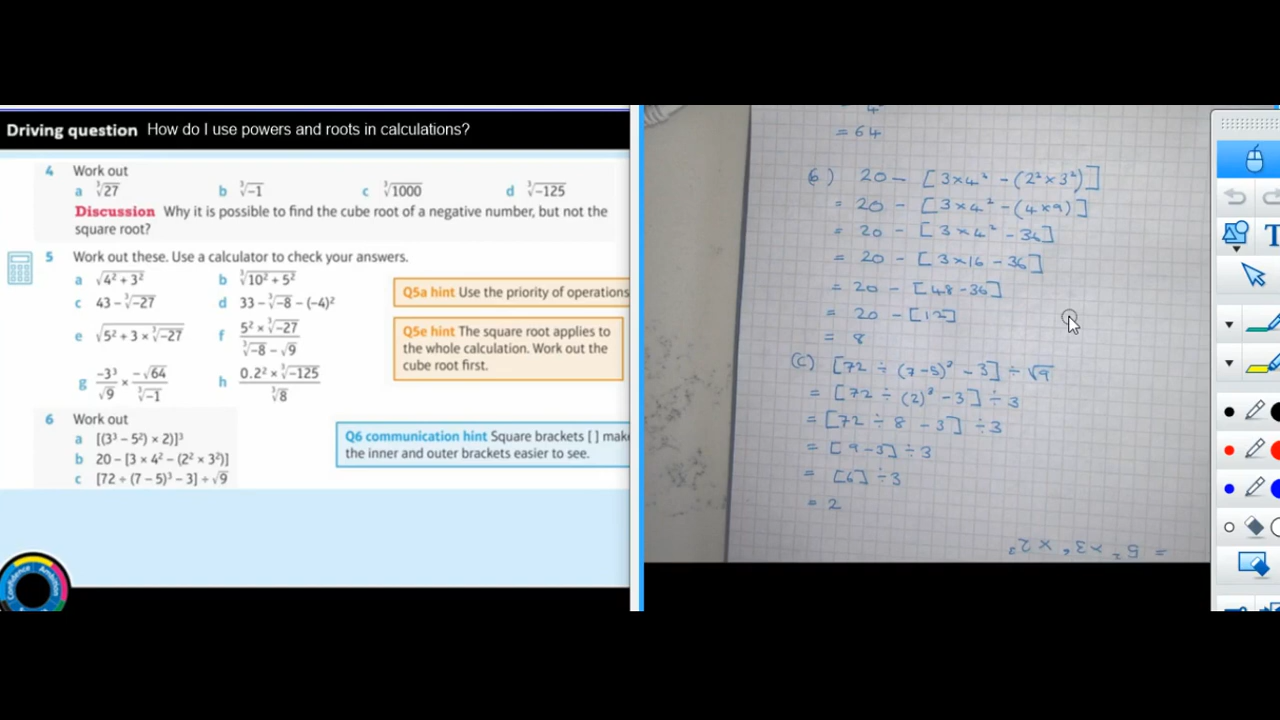 Driving question How do I use powers and roots in calculations?
4 Work out
a ∛27 b ∛-1 c ∛1000 d ∛-125
Discussion Why it is possible to find the cube root of a negative number, but not the
square root?
5 Work out these. Use a calculator to check your answers.
a √(4² + 3²) b ∛(10² + 5²)
c 43 – ∛-27 d 33 – ∛-8 – (–4)²
e √(5² + 3 × ∛-27) f (5² × ∛-27)/(∛-8 – √9)
g -3³/√9 × -√64/∛-1 h (0.2² × ∛-125)/∛8
Q5a hint Use the priority of operations
Q5e hint The square root applies to
the whole calculation. Work out the
cube root first.
6 Work out
a [(3³ – 5²) × 2)]³
b 20 – [3 × 4² – (2² × 3²)]
c [72 ÷ (7 – 5)³ – 3] ÷ √9
Q6 communication hint Square brackets [ ] make
the inner and outer brackets easier to see.
= 64
(b) 20 - [3×4² - (2²×3²)]
= 20 - [3×4² - (4×9)]
= 20 - [3×4² - 36]
= 20 - [3×16 - 36]
= 20 - [48-36]
= 20 - [12]
= 8
(c) [72 ÷ (7-5)³ - 3] ÷ √9
= [72 ÷ (2)³ - 3] ÷ 3
= [72 ÷ 8 - 3] ÷ 3
= [9-3] ÷ 3
= [6] ÷ 3
= 2
T